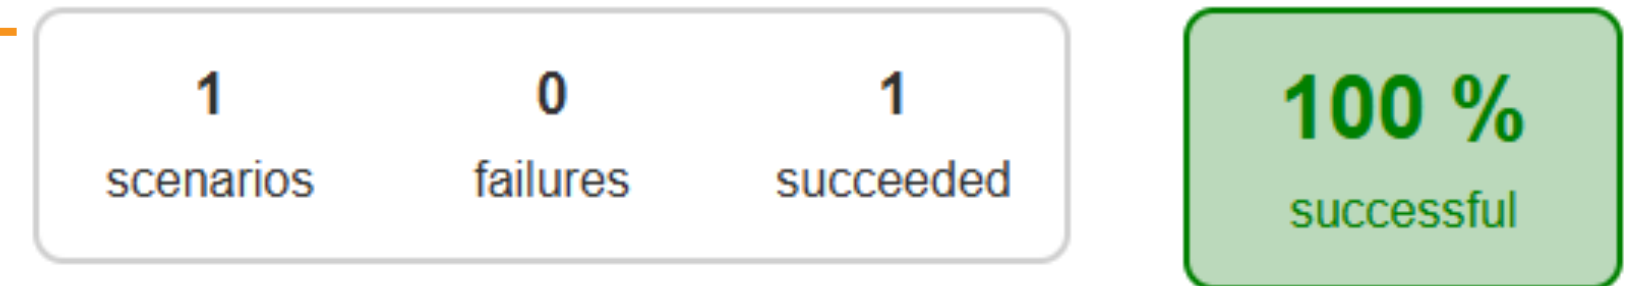 1 0 1
scenarios failures succeeded
100 %
successful